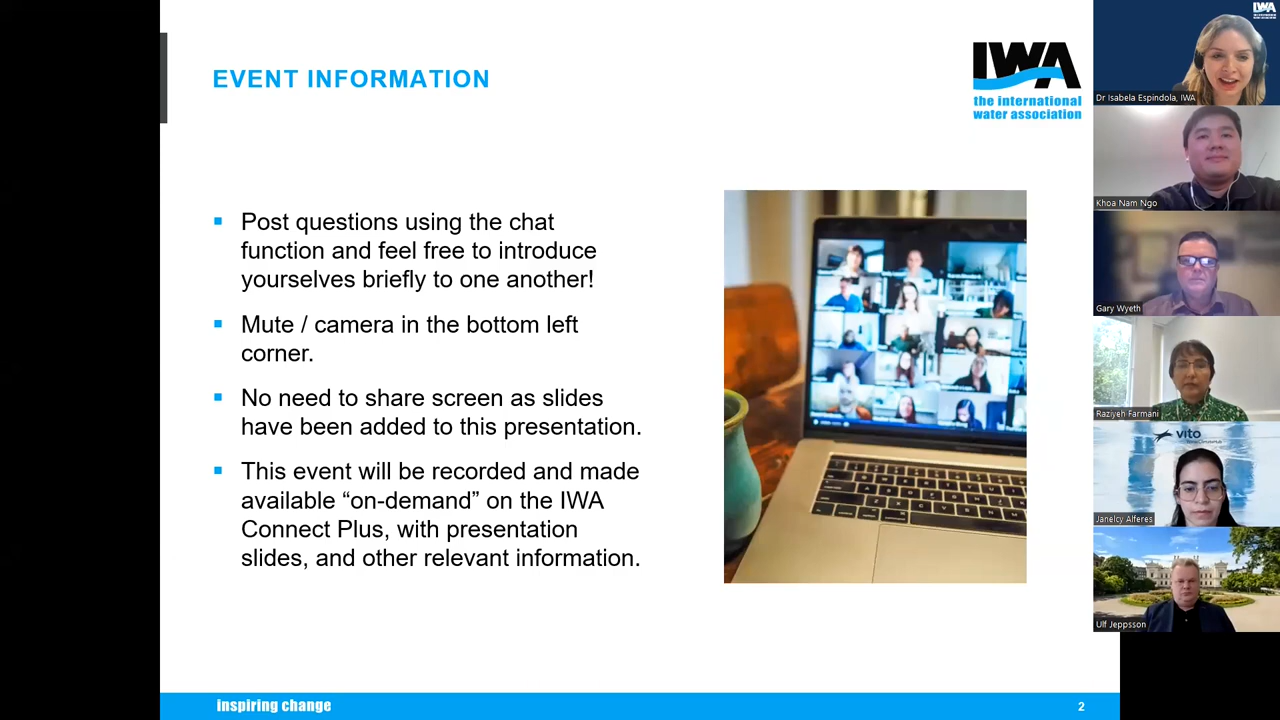 EVENT INFORMATION
IWA
the international
water association
Post questions using the chat
function and feel free to introduce
yourselves briefly to one another!
Mute / camera in the bottom left
corner.
No need to share screen as slides
have been added to this presentation.
This event will be recorded and made
available “on-demand” on the IWA
Connect Plus, with presentation
slides, and other relevant information.
inspiring change
2
IWA
Dr Isabela Espindola, IWA
Khoa Nam Ngo
Gary Wyeth
Raziyeh Farmani
vito
Janelcy Alferes
Ulf Jeppsson